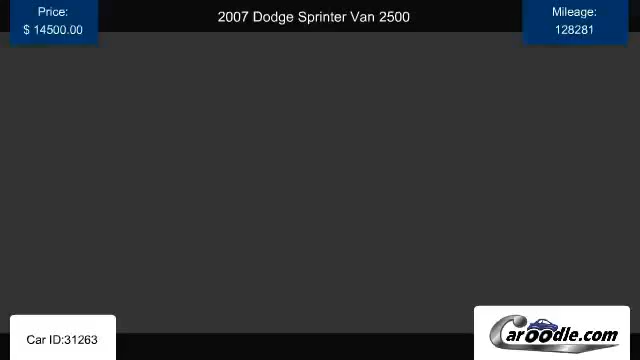 Price:
$ 14500.00
2007 Dodge Sprinter Van 2500
Mileage:
128281
Car ID:31263
Caroodle.com